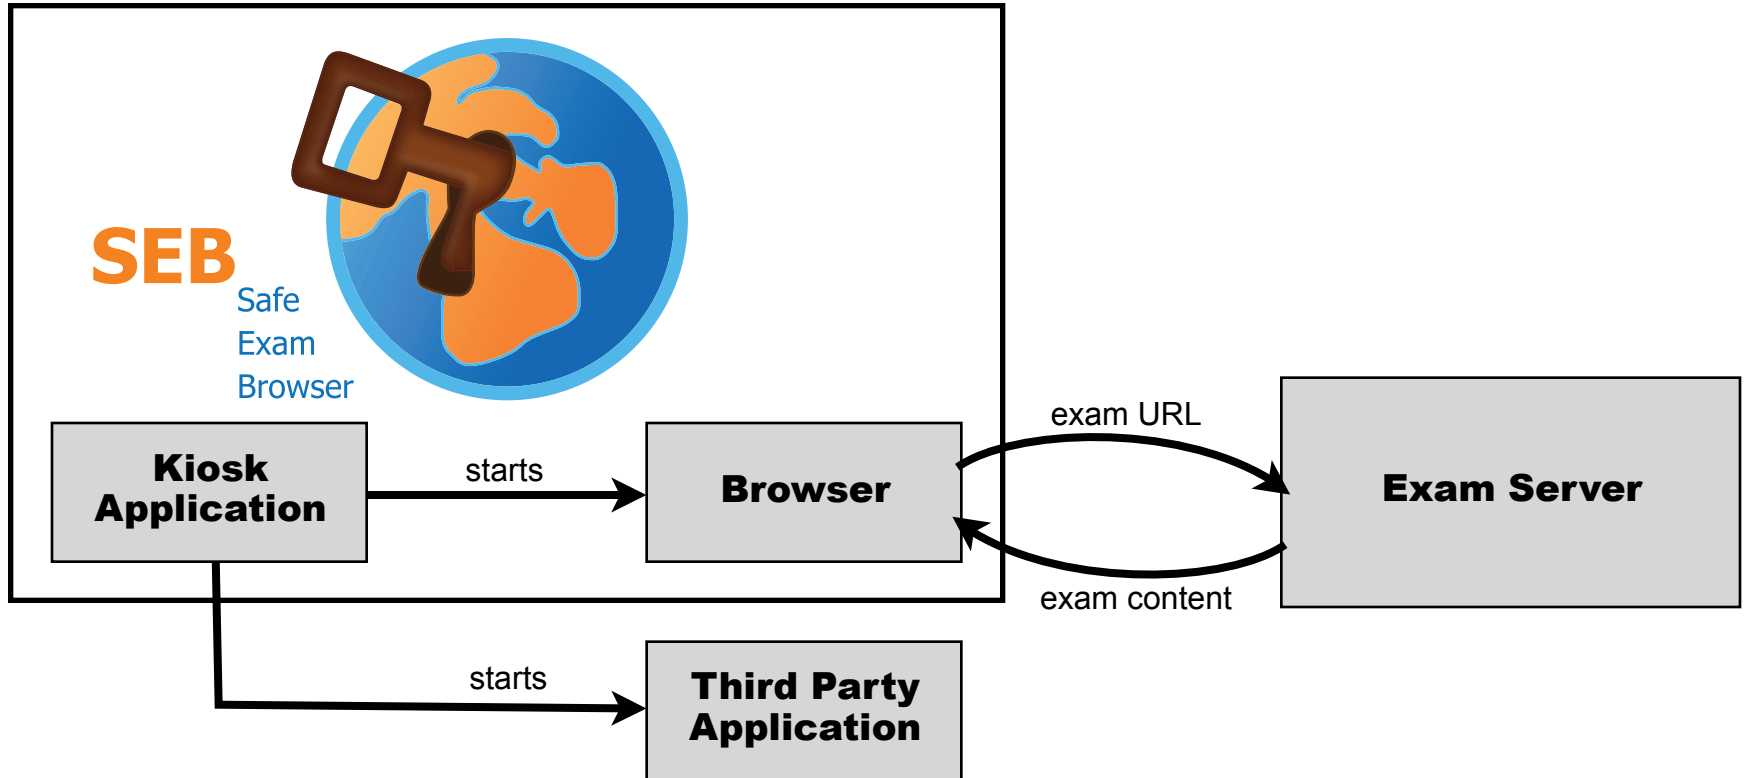 SEB
Safe
Exam
Browser
Kiosk
Application
starts
Browser
exam URL
exam content
Exam Server
starts
Third Party
Application